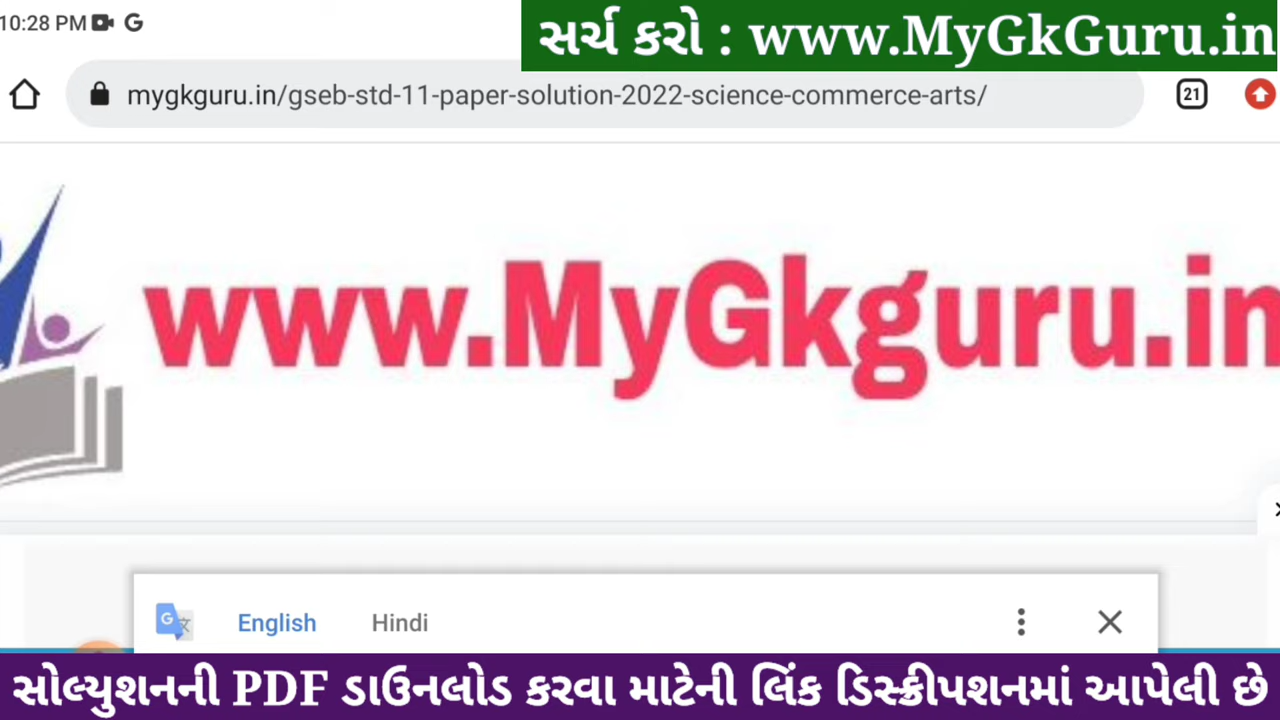 10:28 PM G
સર્ચ કરો : www.MyGkGuru.in
mygkguru.in/gseb-std-11-paper-solution-2022-science-commerce-arts/
21
www.MyGkguru.in
English Hindi
સોલ્યુશનની PDF ડાઉનલોડ કરવા માટેની લિંક ડિસ્ક્રીપશનમાં આપેલી છે